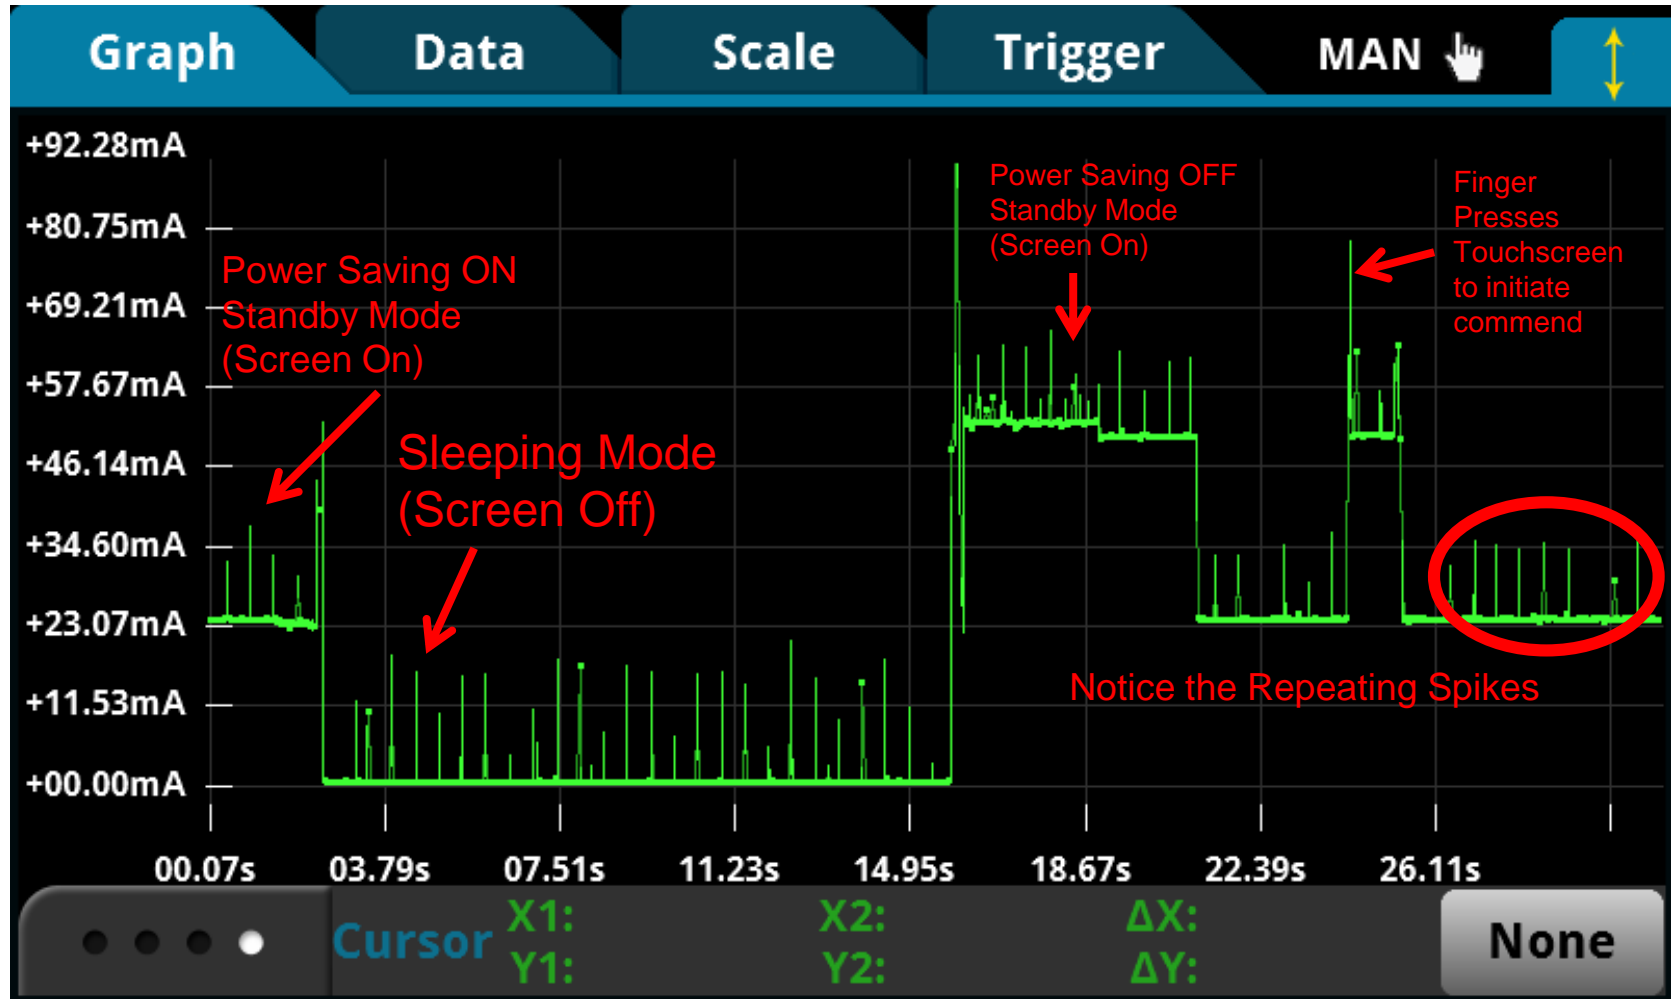 Graph
Data
Scale
Trigger
MAN
+92.28mA
+80.75mA
+69.21mA
+57.67mA
+46.14mA
+34.60mA
+23.07mA
+11.53mA
+00.00mA
Power Saving ON
Standby Mode
(Screen On)
Sleeping Mode
(Screen Off)
Power Saving OFF
Standby Mode
(Screen On)
Finger
Presses
Touchscreen
to initiate
commend
Notice the Repeating Spikes
00.07s
03.79s
07.51s
11.23s
14.95s
18.67s
22.39s
26.11s
Cursor
X1:
Y1:
X2:
Y2:
ΔX:
ΔY:
None